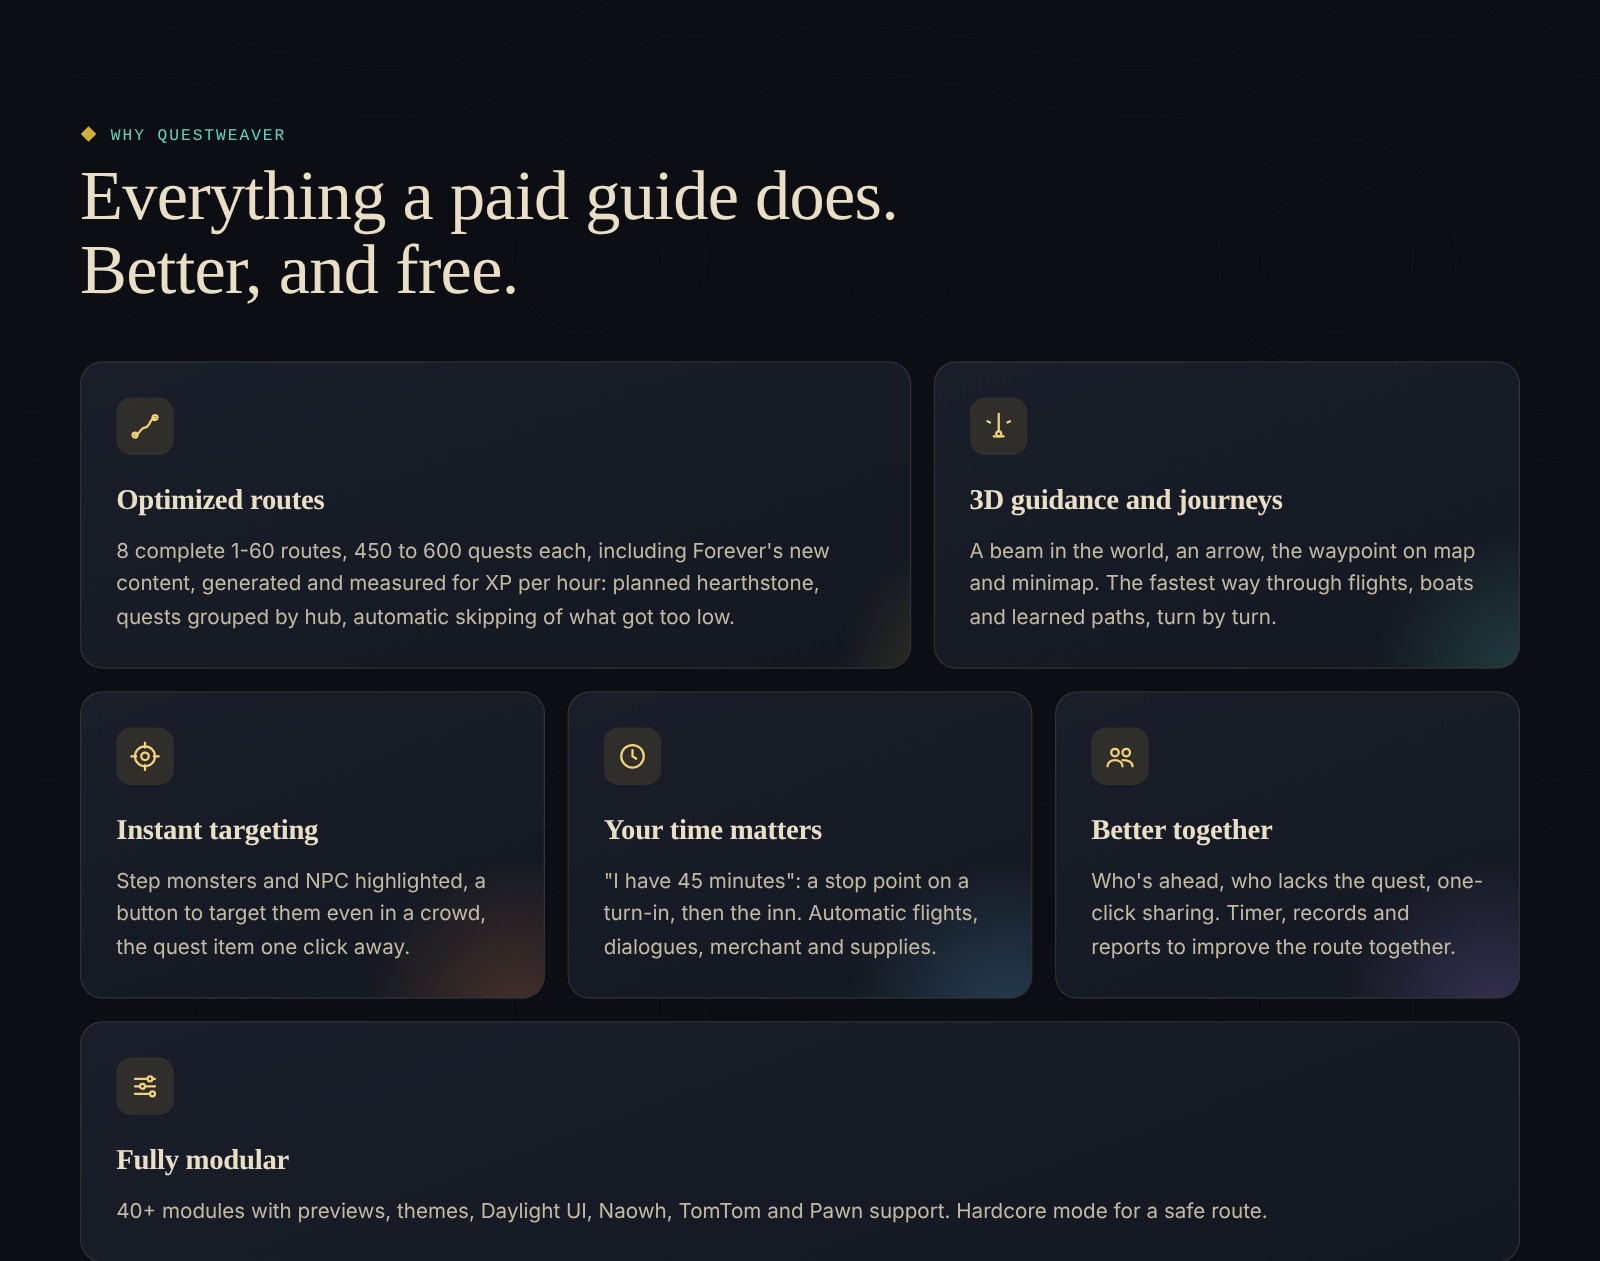 WHY QUESTWEAVER
Everything a paid guide does.
Better, and free.
Optimized routes
8 complete 1-60 routes, 450 to 600 quests each, including Forever's new
content, generated and measured for XP per hour: planned hearthstone,
quests grouped by hub, automatic skipping of what got too low.
3D guidance and journeys
A beam in the world, an arrow, the waypoint on map
and minimap. The fastest way through flights, boats
and learned paths, turn by turn.
Instant targeting
Step monsters and NPC highlighted, a
button to target them even in a crowd,
the quest item one click away.
Your time matters
"I have 45 minutes": a stop point on a
turn-in, then the inn. Automatic flights,
dialogues, merchant and supplies.
Better together
Who's ahead, who lacks the quest, one-
click sharing. Timer, records and
reports to improve the route together.
Fully modular
40+ modules with previews, themes, Daylight UI, Naowh, TomTom and Pawn support. Hardcore mode for a safe route.